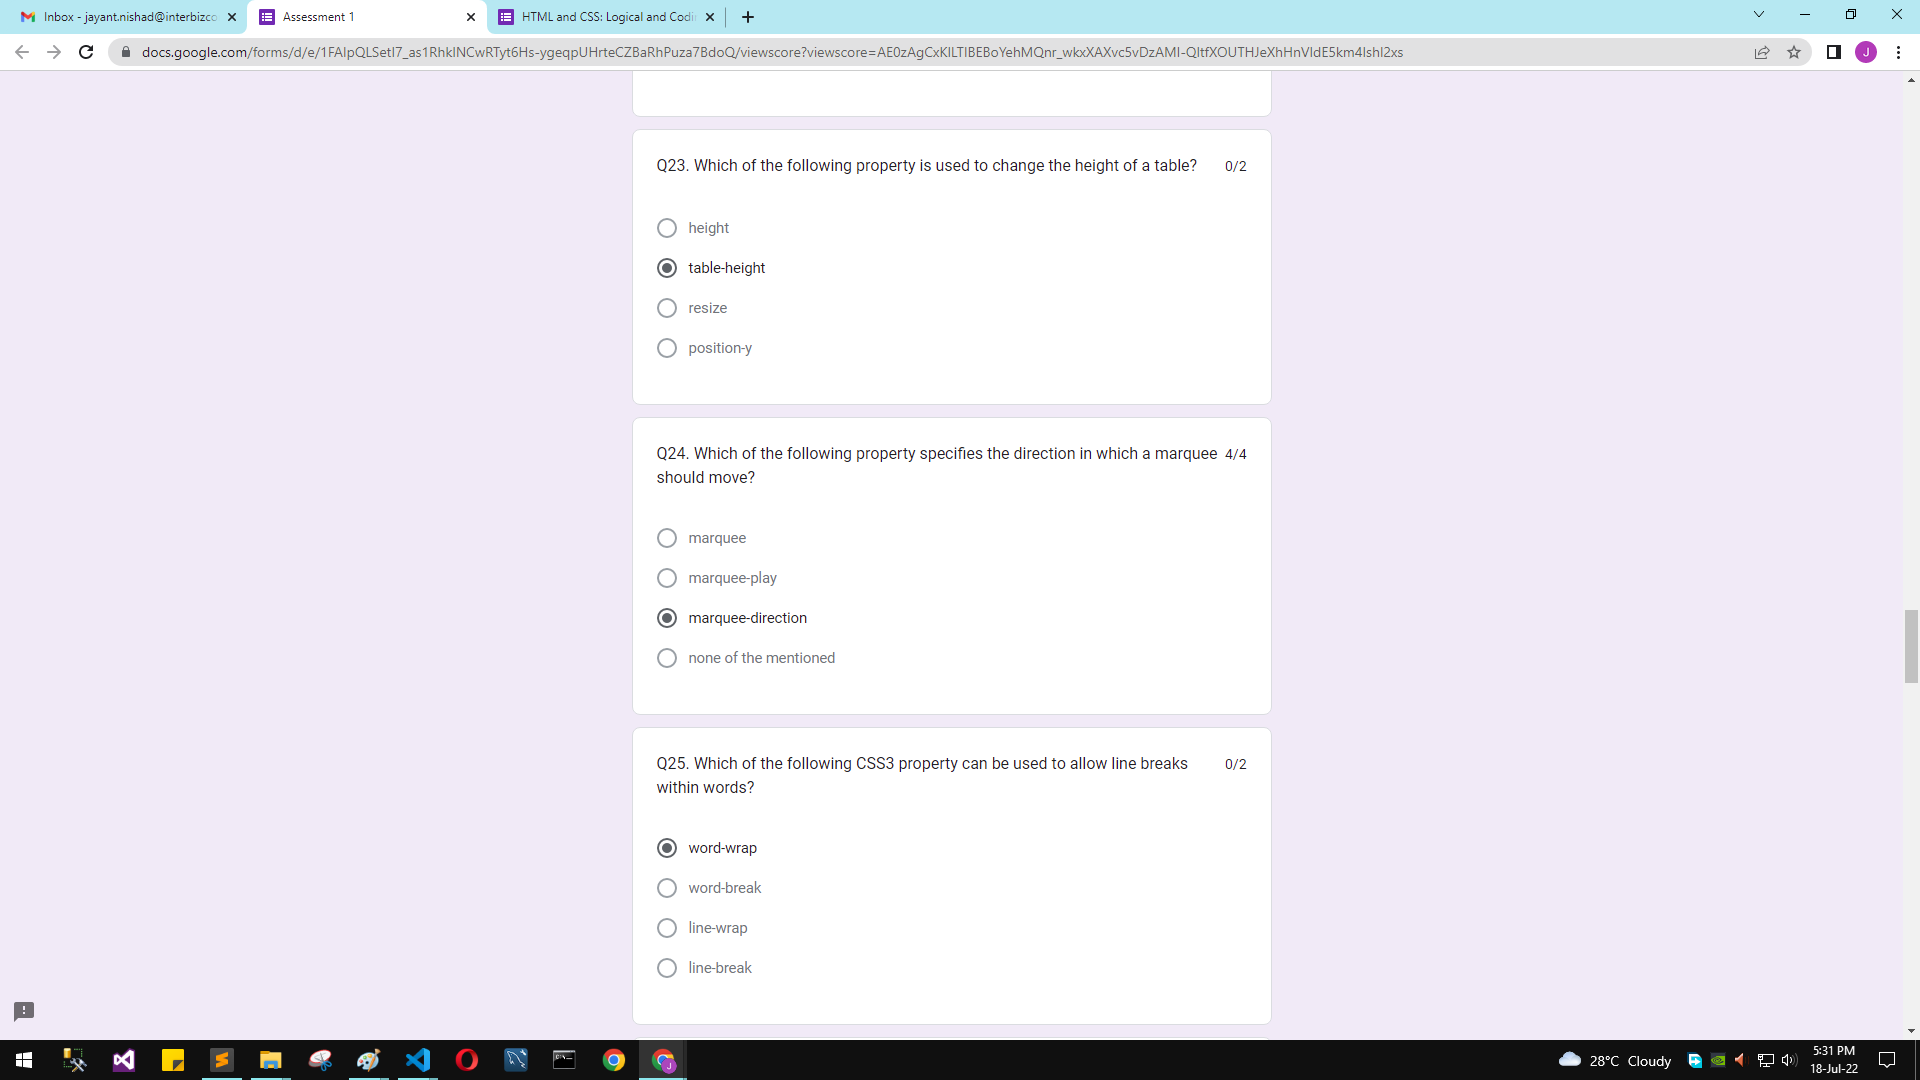 Inbox - jayant.nishad@interbizco
Assessment 1
HTML and CSS: Logical and Codi
docs.google.com/forms/d/e/1FAIpQLSetI7_as1RhkINCwRTyt6Hs-ygeqpUHrteCZBaRhPuza7BdoQ/viewscore?viewscore=AE0zAgCxKILTIBEBoYehMQnr_wkxXAXvc5vDzAMI-QltfXOUTHJeXhHnVIdE5km4lshI2xs
J
Q23. Which of the following property is used to change the height of a table? 0/2
height
table-height
resize
position-y
Q24. Which of the following property specifies the direction in which a marquee 4/4
should move?
marquee
marquee-play
marquee-direction
none of the mentioned
Q25. Which of the following CSS3 property can be used to allow line breaks 0/2
within words?
word-wrap
word-break
line-wrap
line-break
28°C Cloudy
5:31 PM
18-Jul-22